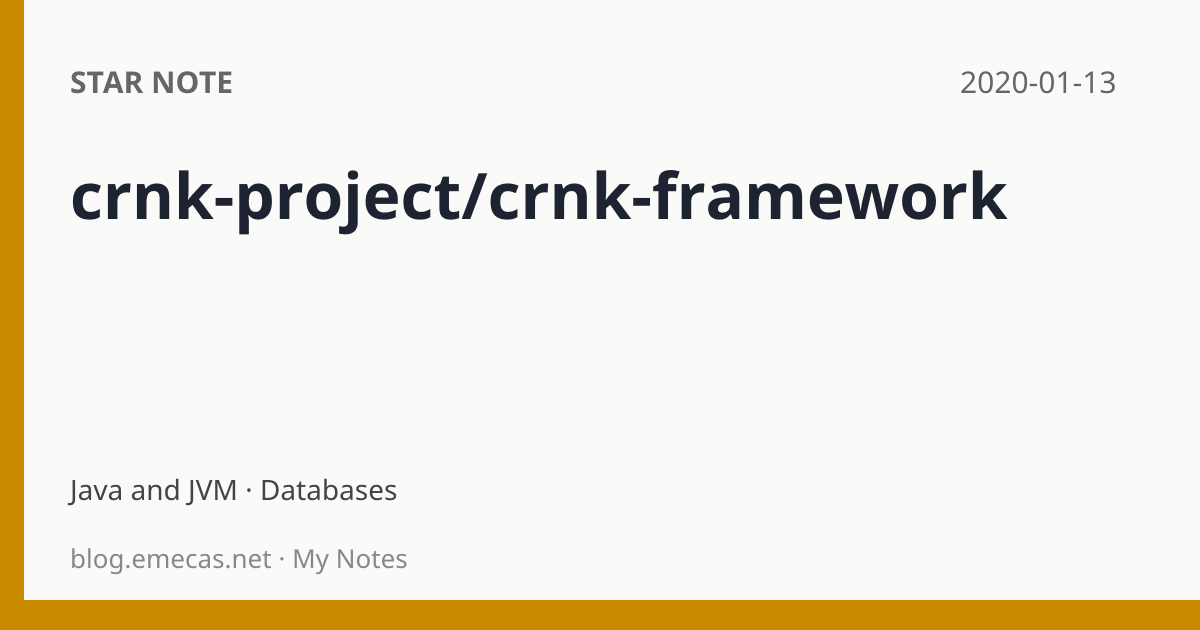 STAR NOTE
2020-01-13
crnk-project/crnk-framework
Java and JVM · Databases
blog.emecas.net · My Notes